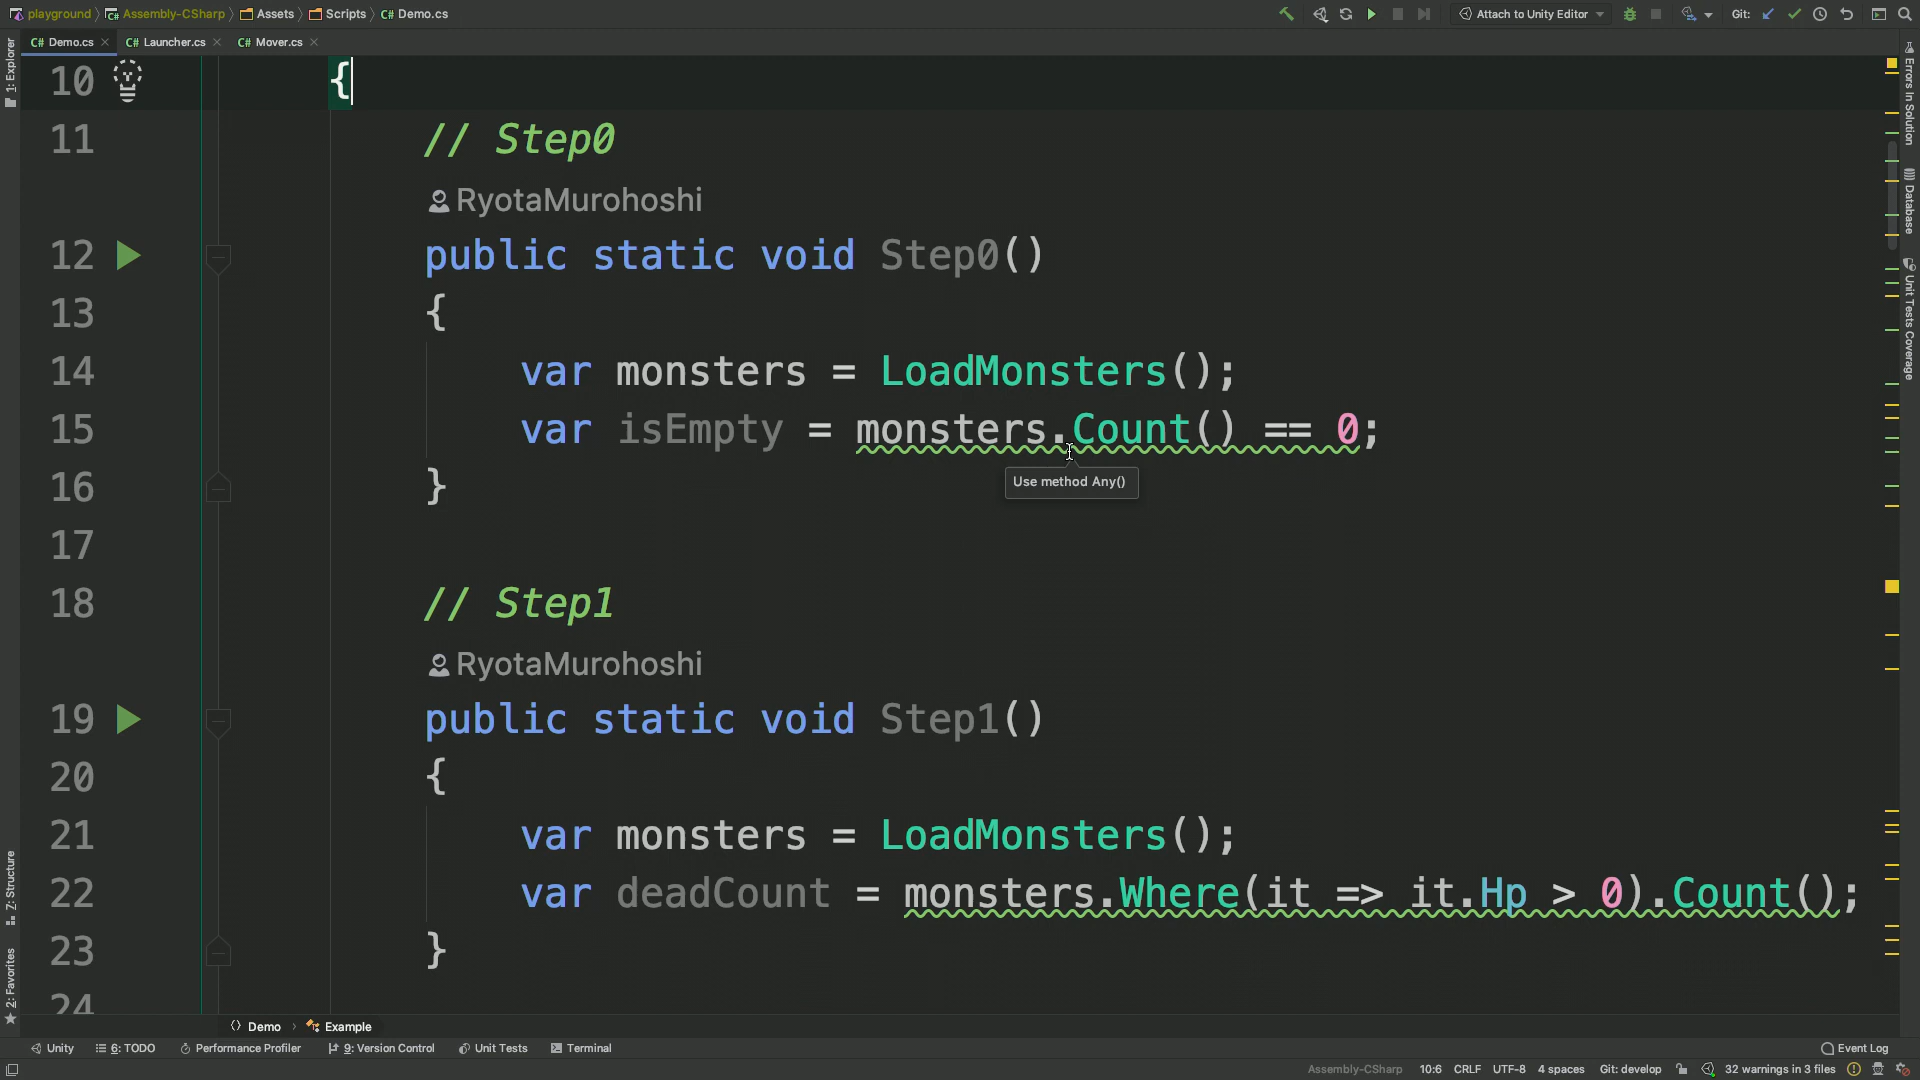 playground Assembly-CSharp Assets Scripts C# Demo.cs Attach to Unity Editor Git:
C# Demo.cs C# Launcher.cs C# Mover.cs
1: Explorer
Errors In Solution
Database
Unit Tests Coverage
10 {
11 // Step0
RyotaMurohoshi
12 public static void Step0()
13 {
14 var monsters = LoadMonsters();
15 var isEmpty = monsters.Count() == 0;
Use method Any()
16 }
17
18 // Step1
RyotaMurohoshi
19 public static void Step1()
20 {
21 var monsters = LoadMonsters();
22 var deadCount = monsters.Where(it => it.Hp > 0).Count();
23 }
24
Z: Structure
2: Favorites
Demo Example
Unity 6: TODO Performance Profiler 9: Version Control Unit Tests Terminal Event Log
Assembly-CSharp 10:6 CRLF UTF-8 4 spaces Git: develop 32 warnings in 3 files